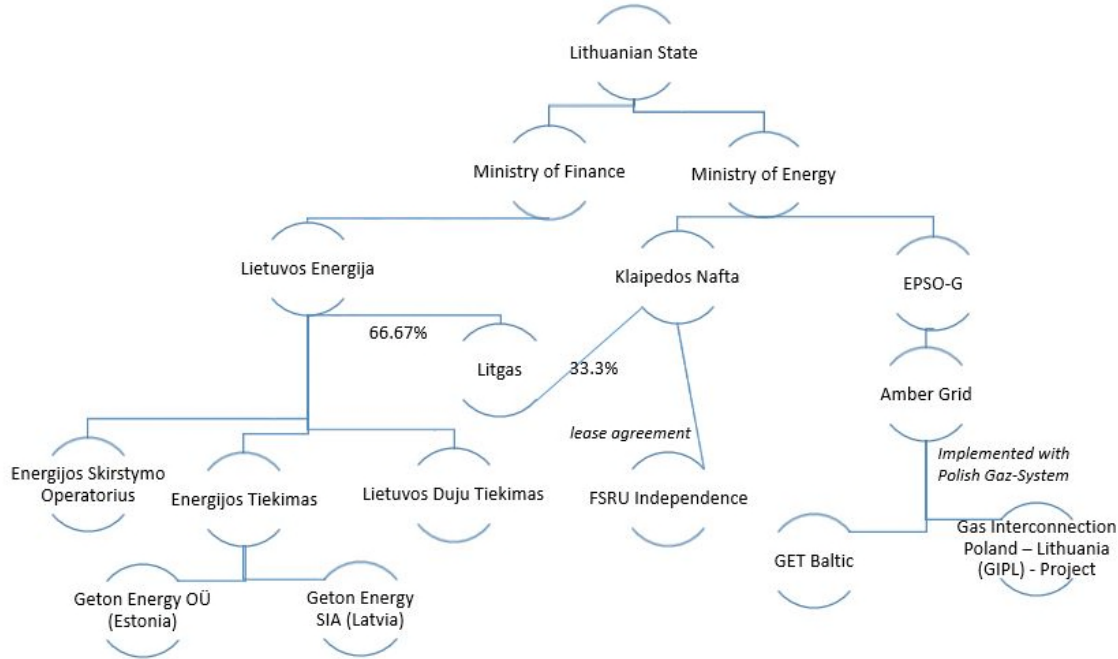 Lithuanian State
Ministry of Finance
Ministry of Energy
Lietuvos Energija
Klaipedos Nafta
EPSO-G
66.67%
Litgas
33.3%
Amber Grid
lease agreement
Implemented with
Polish Gaz-System
Energijos Skirstymo
Operatorius
Energijos Tiekimas
Lietuvos Duju Tiekimas
FSRU Independence
GET Baltic
Gas Interconnection
Poland – Lithuania
(GIPL) - Project
Geton Energy OÜ
(Estonia)
Geton Energy
SIA (Latvia)